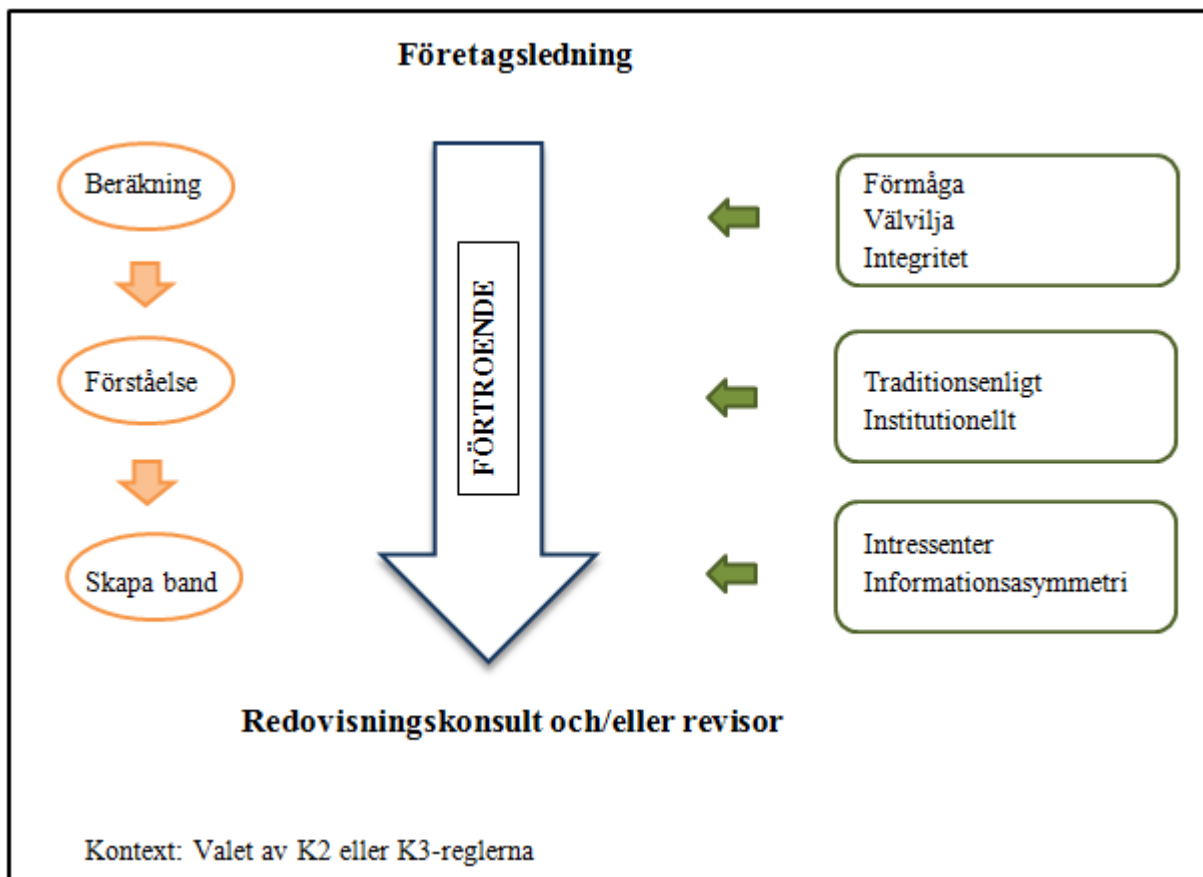 Företagsledning
Beräkning
Förståelse
Skapa band
FÖRTROENDE
Förmåga
Välvilja
Integritet
Traditionsenligt
Institutionellt
Intressenter
Informationsasymmetri
Redovisningskonsult och/eller revisor
Kontext: Valet av K2 eller K3-reglerna